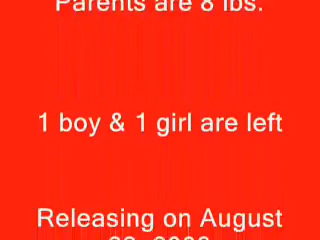 Parents are 8 lbs.
1 boy & 1 girl are left
Releasing on August